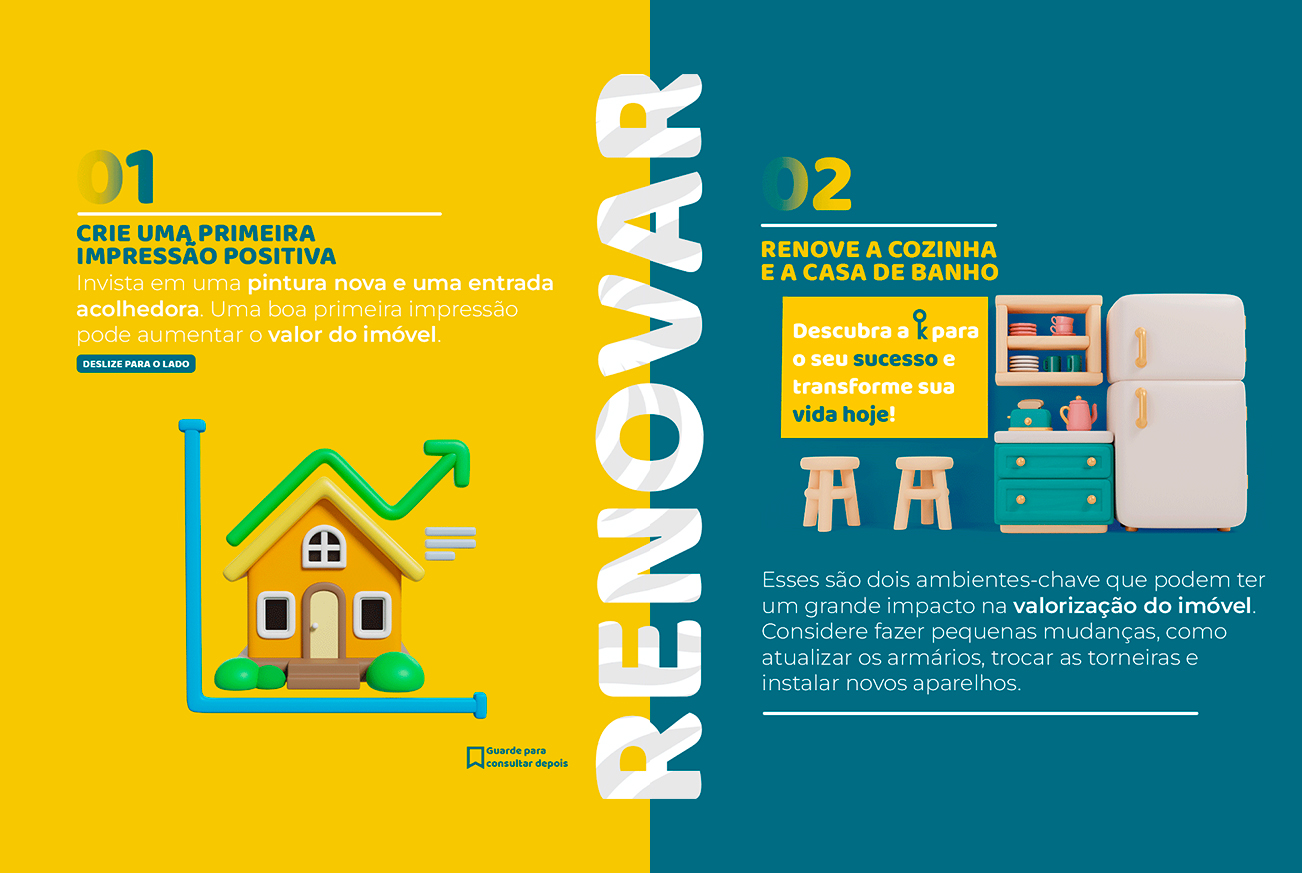 01
CRIE UMA PRIMEIRA
IMPRESSÃO POSITIVA
Invista em uma pintura nova e uma entrada
acolhedora. Uma boa primeira impressão
pode aumentar o valor do imóvel.
DESLIZE PARA O LADO
Guarde para
consultar depois
RENOVAR
02
RENOVE A COZINHA
E A CASA DE BANHO
Descubra a k para
o seu sucesso e
transforme sua
vida hoje!
Esses são dois ambientes-chave que podem ter
um grande impacto na valorização do imóvel.
Considere fazer pequenas mudanças, como
atualizar os armários, trocar as torneiras e
instalar novos aparelhos.